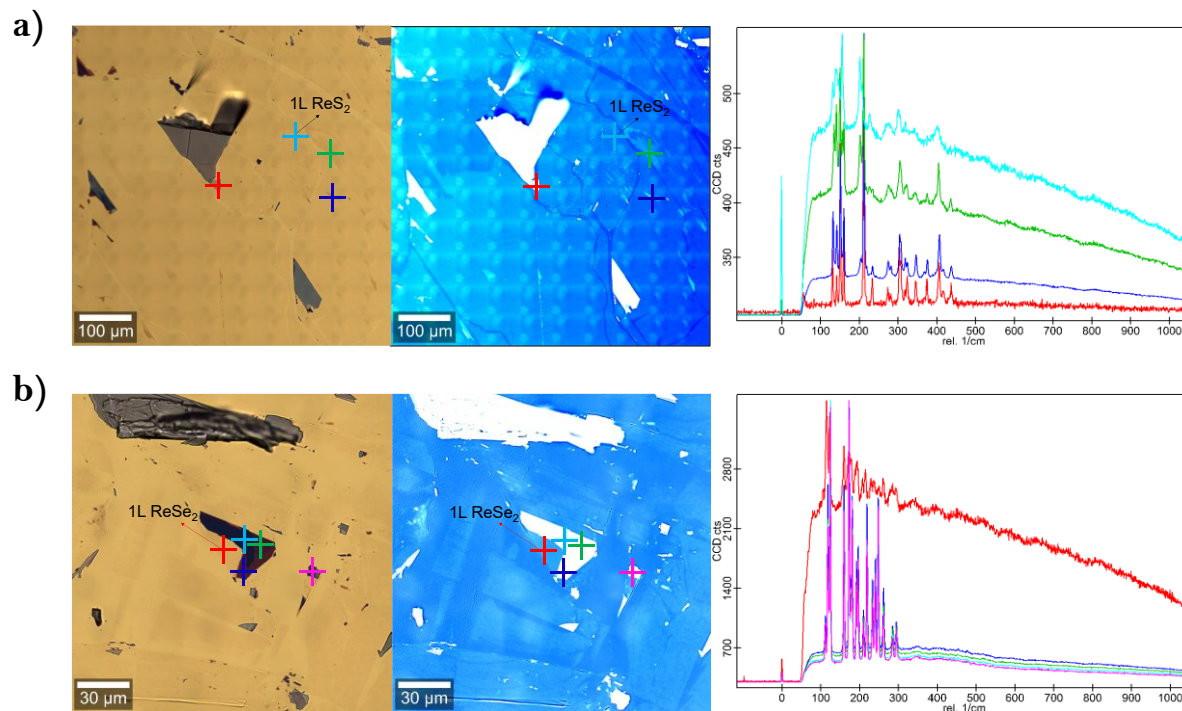 a)
1L ReS₂
100 µm
1L ReS₂
100 µm
CCD cts
500
450
400
350
100 200 300 400 500 600 700 800 900 1000
rel. 1/cm
b)
1L ReSe₂
30 µm
1L ReSe₂
30 µm
CCD cts
2800
2100
1400
700
0 100 200 300 400 500 600 700 800 900 1000
rel. 1/cm